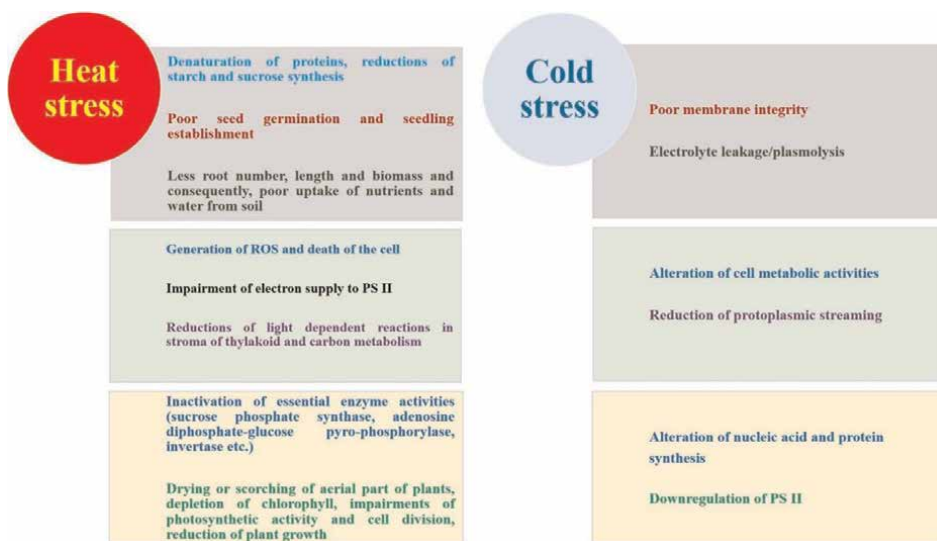 Heat
stress
Denaturation of proteins, reductions of
starch and sucrose synthesis
Poor seed germination and seedling
establishment
Less root number, length and biomass and
consequently, poor uptake of nutrients and
water from soil
Generation of ROS and death of the cell
Impairment of electron supply to PS II
Reductions of light dependent reactions in
stroma of thylakoid and carbon metabolism
Inactivation of essential enzyme activities
(sucrose phosphate synthase, adenosine
diphosphate-glucose pyro-phosphorylase,
invertase etc.)
Drying or scorching of aerial part of plants,
depletion of chlorophyll, impairments of
photosynthetic activity and cell division,
reduction of plant growth
Cold
stress
Poor membrane integrity
Electrolyte leakage/plasmolysis
Alteration of cell metabolic activities
Reduction of protoplasmic streaming
Alteration of nucleic acid and protein
synthesis
Downregulation of PS II